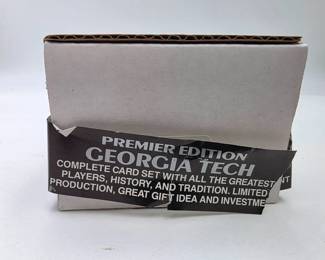 PREMIER EDITION
GEORGIA TECH
COMPLETE CARD SET WITH ALL THE GREATEST
PLAYERS, HISTORY, AND TRADITION. LIMITED
PRODUCTION, GREAT GIFT IDEA AND INVESTME